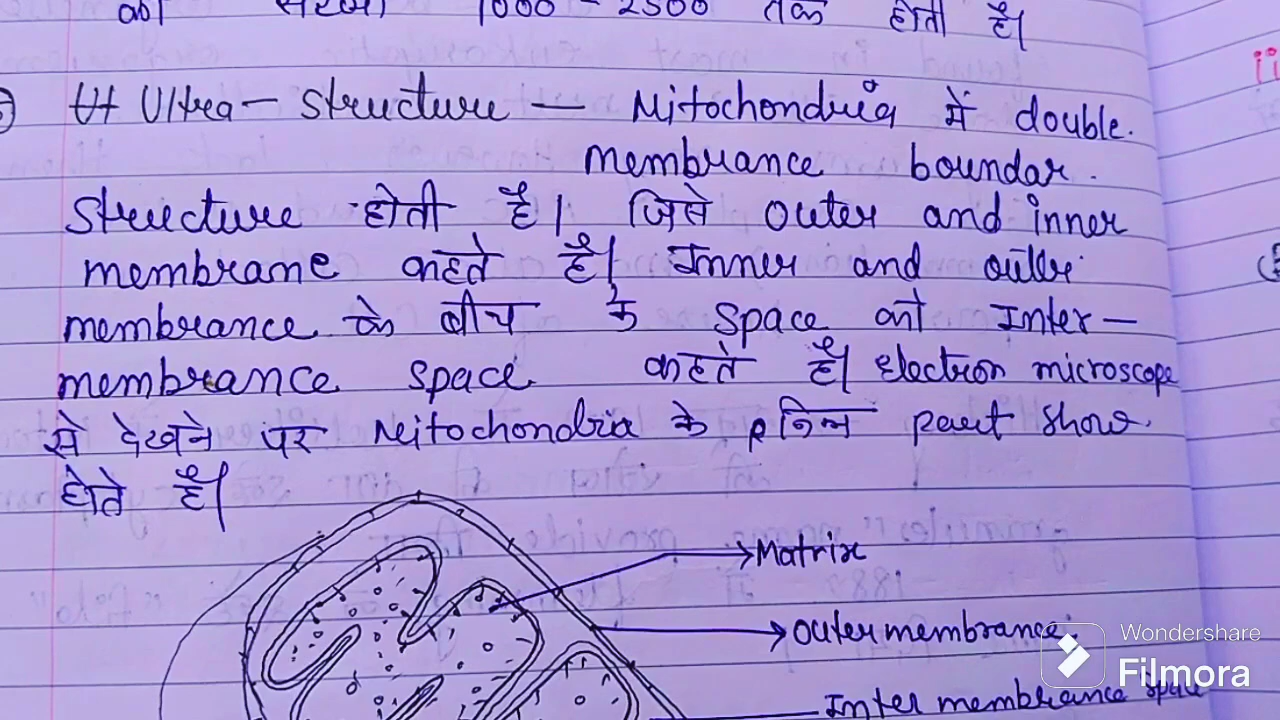 की संख्या 1000 - 2500 तक होती है।
Ultra - Structure — Mitochondria में double.
membrance boundar.
Structure होती है। जिसे Outer and inner
membrane कहते है। Inner and outer
membrance के बीच के Space को Inter -
membrance space कहते है। Electron microscope
से देखने पर Mitochondria के निम्न part show
होते है।
Matrix
Outer membrance
Inter membrance space
Wondershare
Filmora